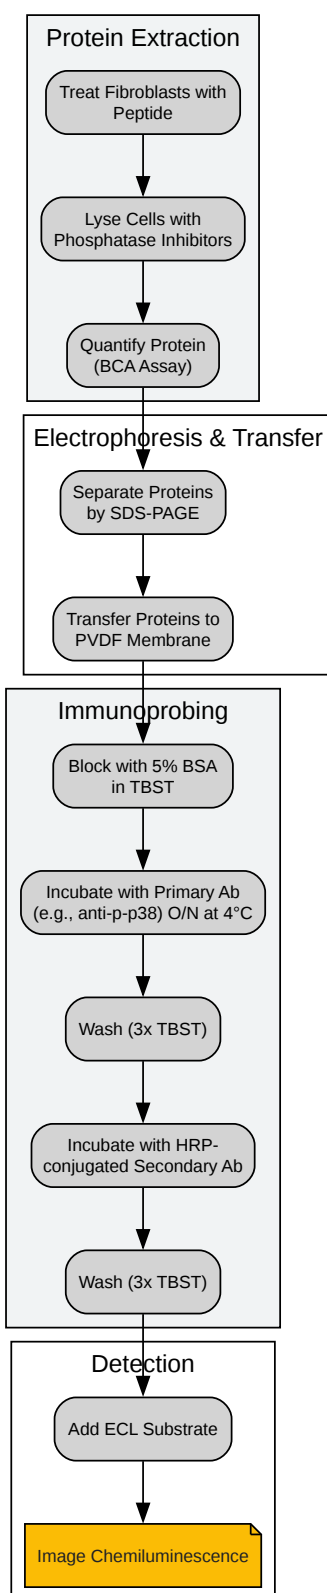 Protein Extraction
Treat Fibroblasts with
Peptide
Lyse Cells with
Phosphatase Inhibitors
Quantify Protein
(BCA Assay)
Electrophoresis & Transfer
Separate Proteins
by SDS-PAGE
Transfer Proteins to
PVDF Membrane
Immunoprobing
Block with 5% BSA
in TBST
Incubate with Primary Ab
(e.g., anti-p-p38) O/N at 4°C
Wash (3x TBST)
Incubate with HRP-
conjugated Secondary Ab
Wash (3x TBST)
Detection
Add ECL Substrate
Image Chemiluminescence